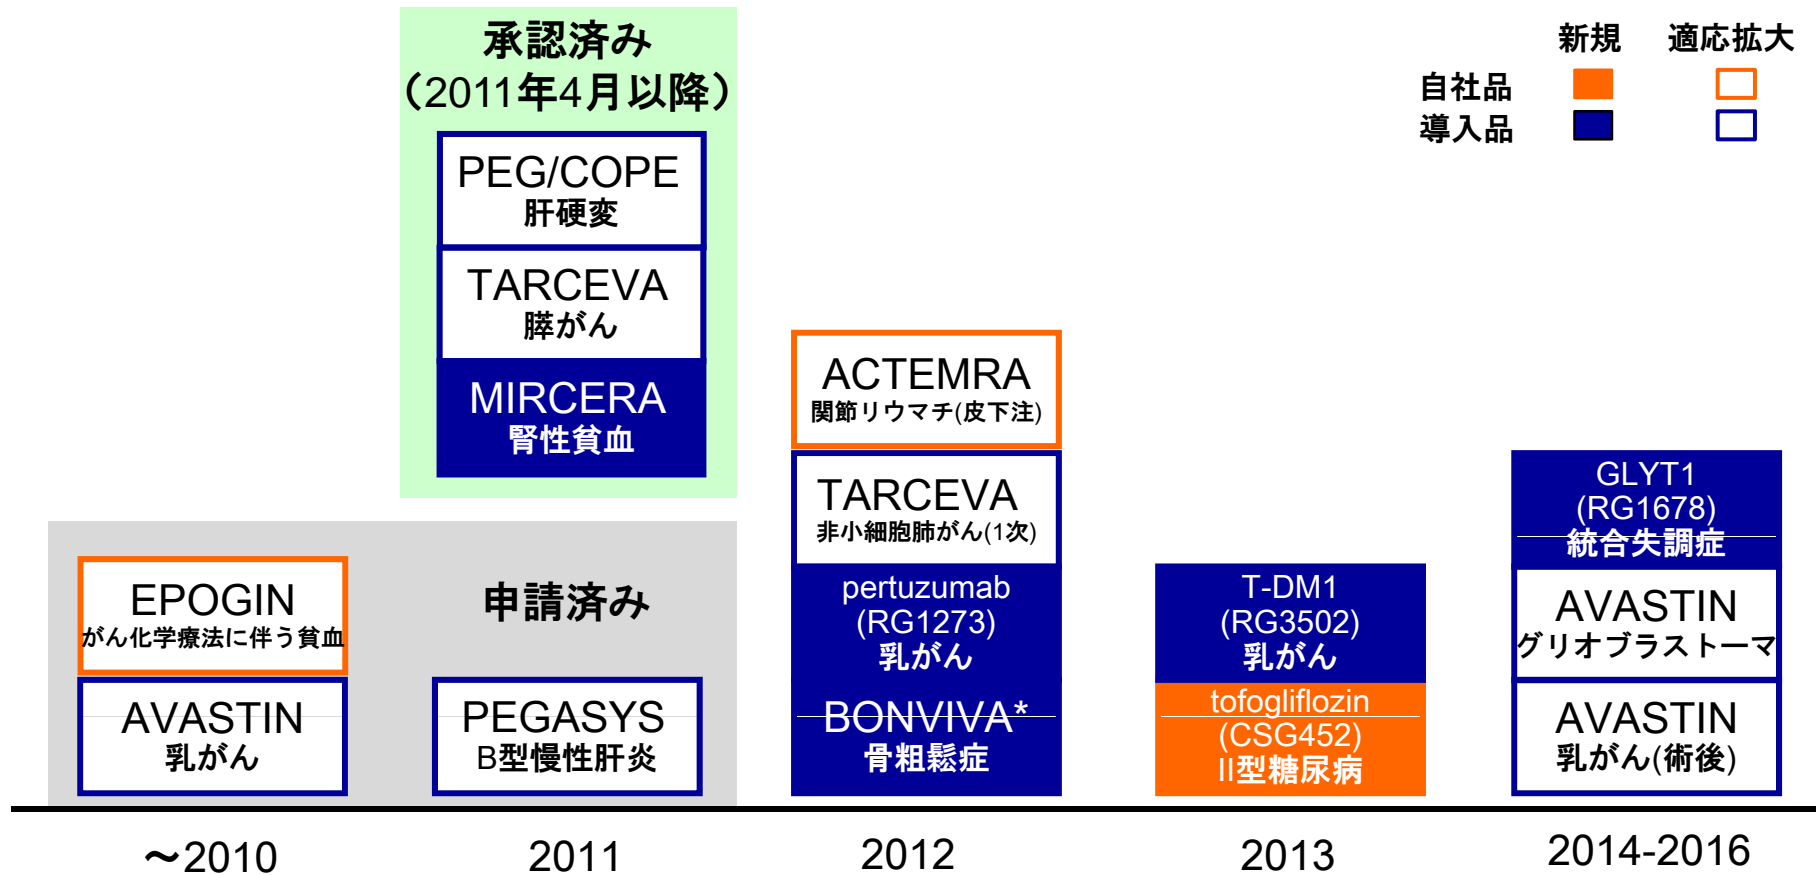 承認済み
（2011年4月以降）
新規 適応拡大
自社品
導入品
PEG/COPE
肝硬変
TARCEVA
膵がん
MIRCERA
腎性貧血
申請済み
EPOGIN
がん化学療法に伴う貧血
AVASTIN
乳がん
PEGASYS
B型慢性肝炎
ACTEMRA
関節リウマチ(皮下注)
TARCEVA
非小細胞肺がん(1次)
pertuzumab
(RG1273)
乳がん
BONVIVA*
骨粗鬆症
T-DM1
(RG3502)
乳がん
tofogliflozin
(CSG452)
II型糖尿病
GLYT1
(RG1678)
統合失調症
AVASTIN
グリオブラストーマ
AVASTIN
乳がん(術後)
～2010 2011 2012 2013 2014-2016